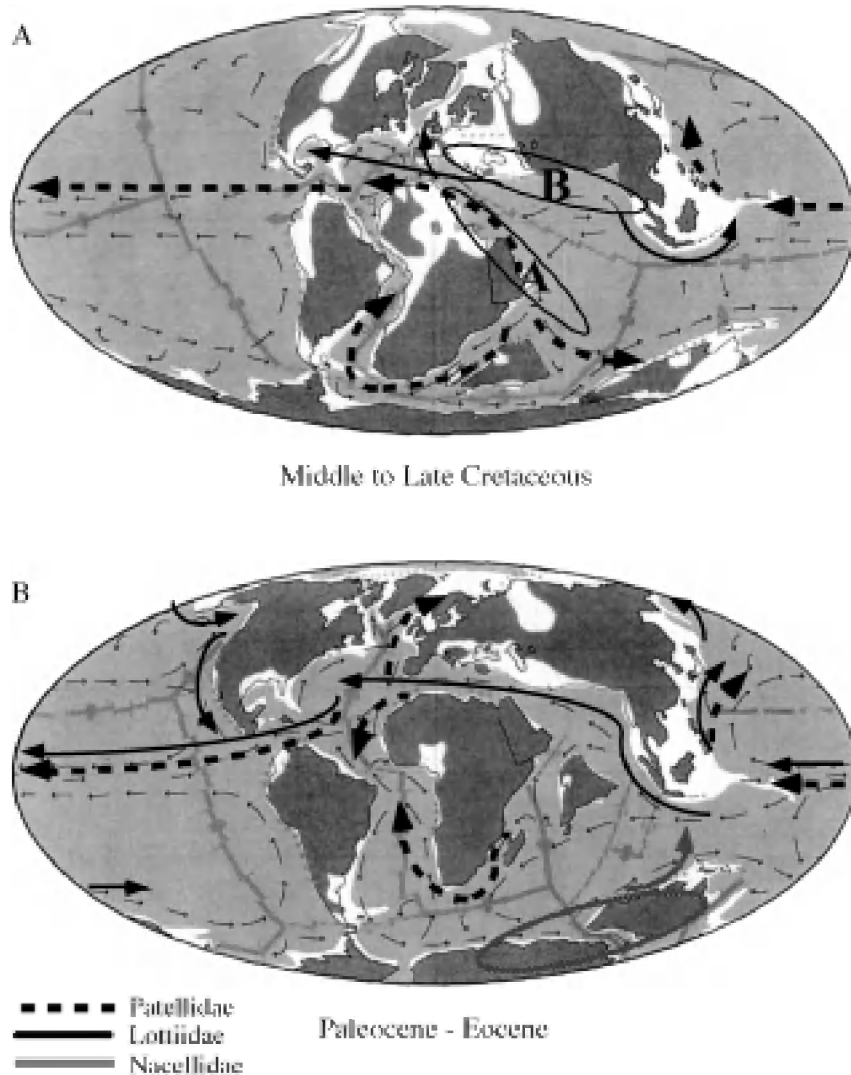 A
B
A
Middle to Late Cretaceous
B
Patellidae
Lottiidae
Nacellidae
Paleocene - Eocene